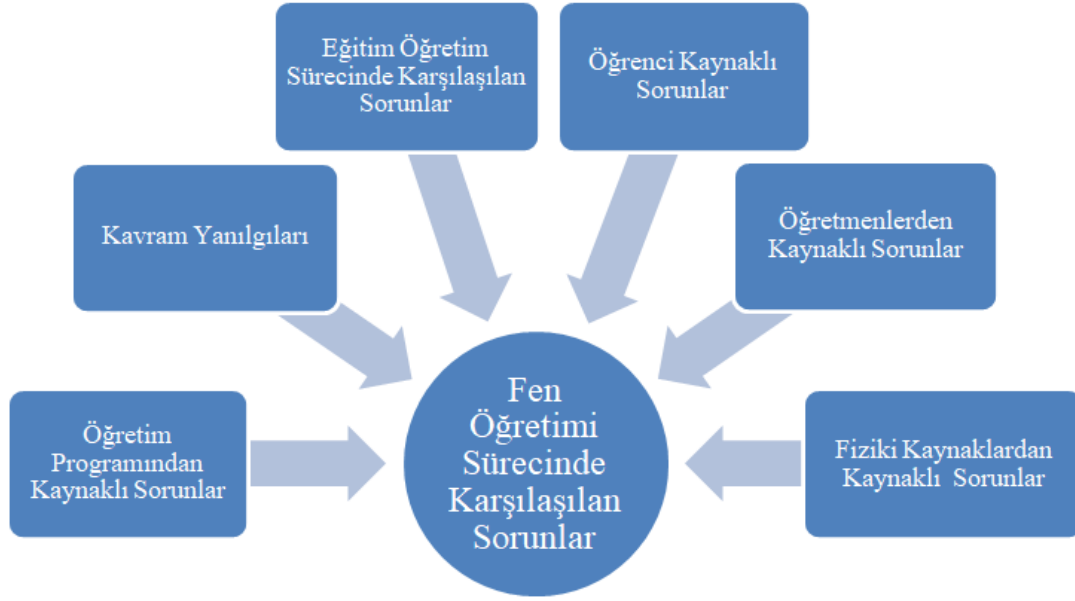 Eğitim Öğretim
Sürecinde Karşılaşılan
Sorunlar
Öğrenci Kaynaklı
Sorunlar
Kavram Yanılgıları
Öğretmenlerden
Kaynaklı Sorunlar
Öğretim
Programından
Kaynaklı Sorunlar
Fen
Öğretimi
Sürecinde
Karşılaşılan
Sorunlar
Fiziki Kaynaklardan
Kaynaklı Sorunlar